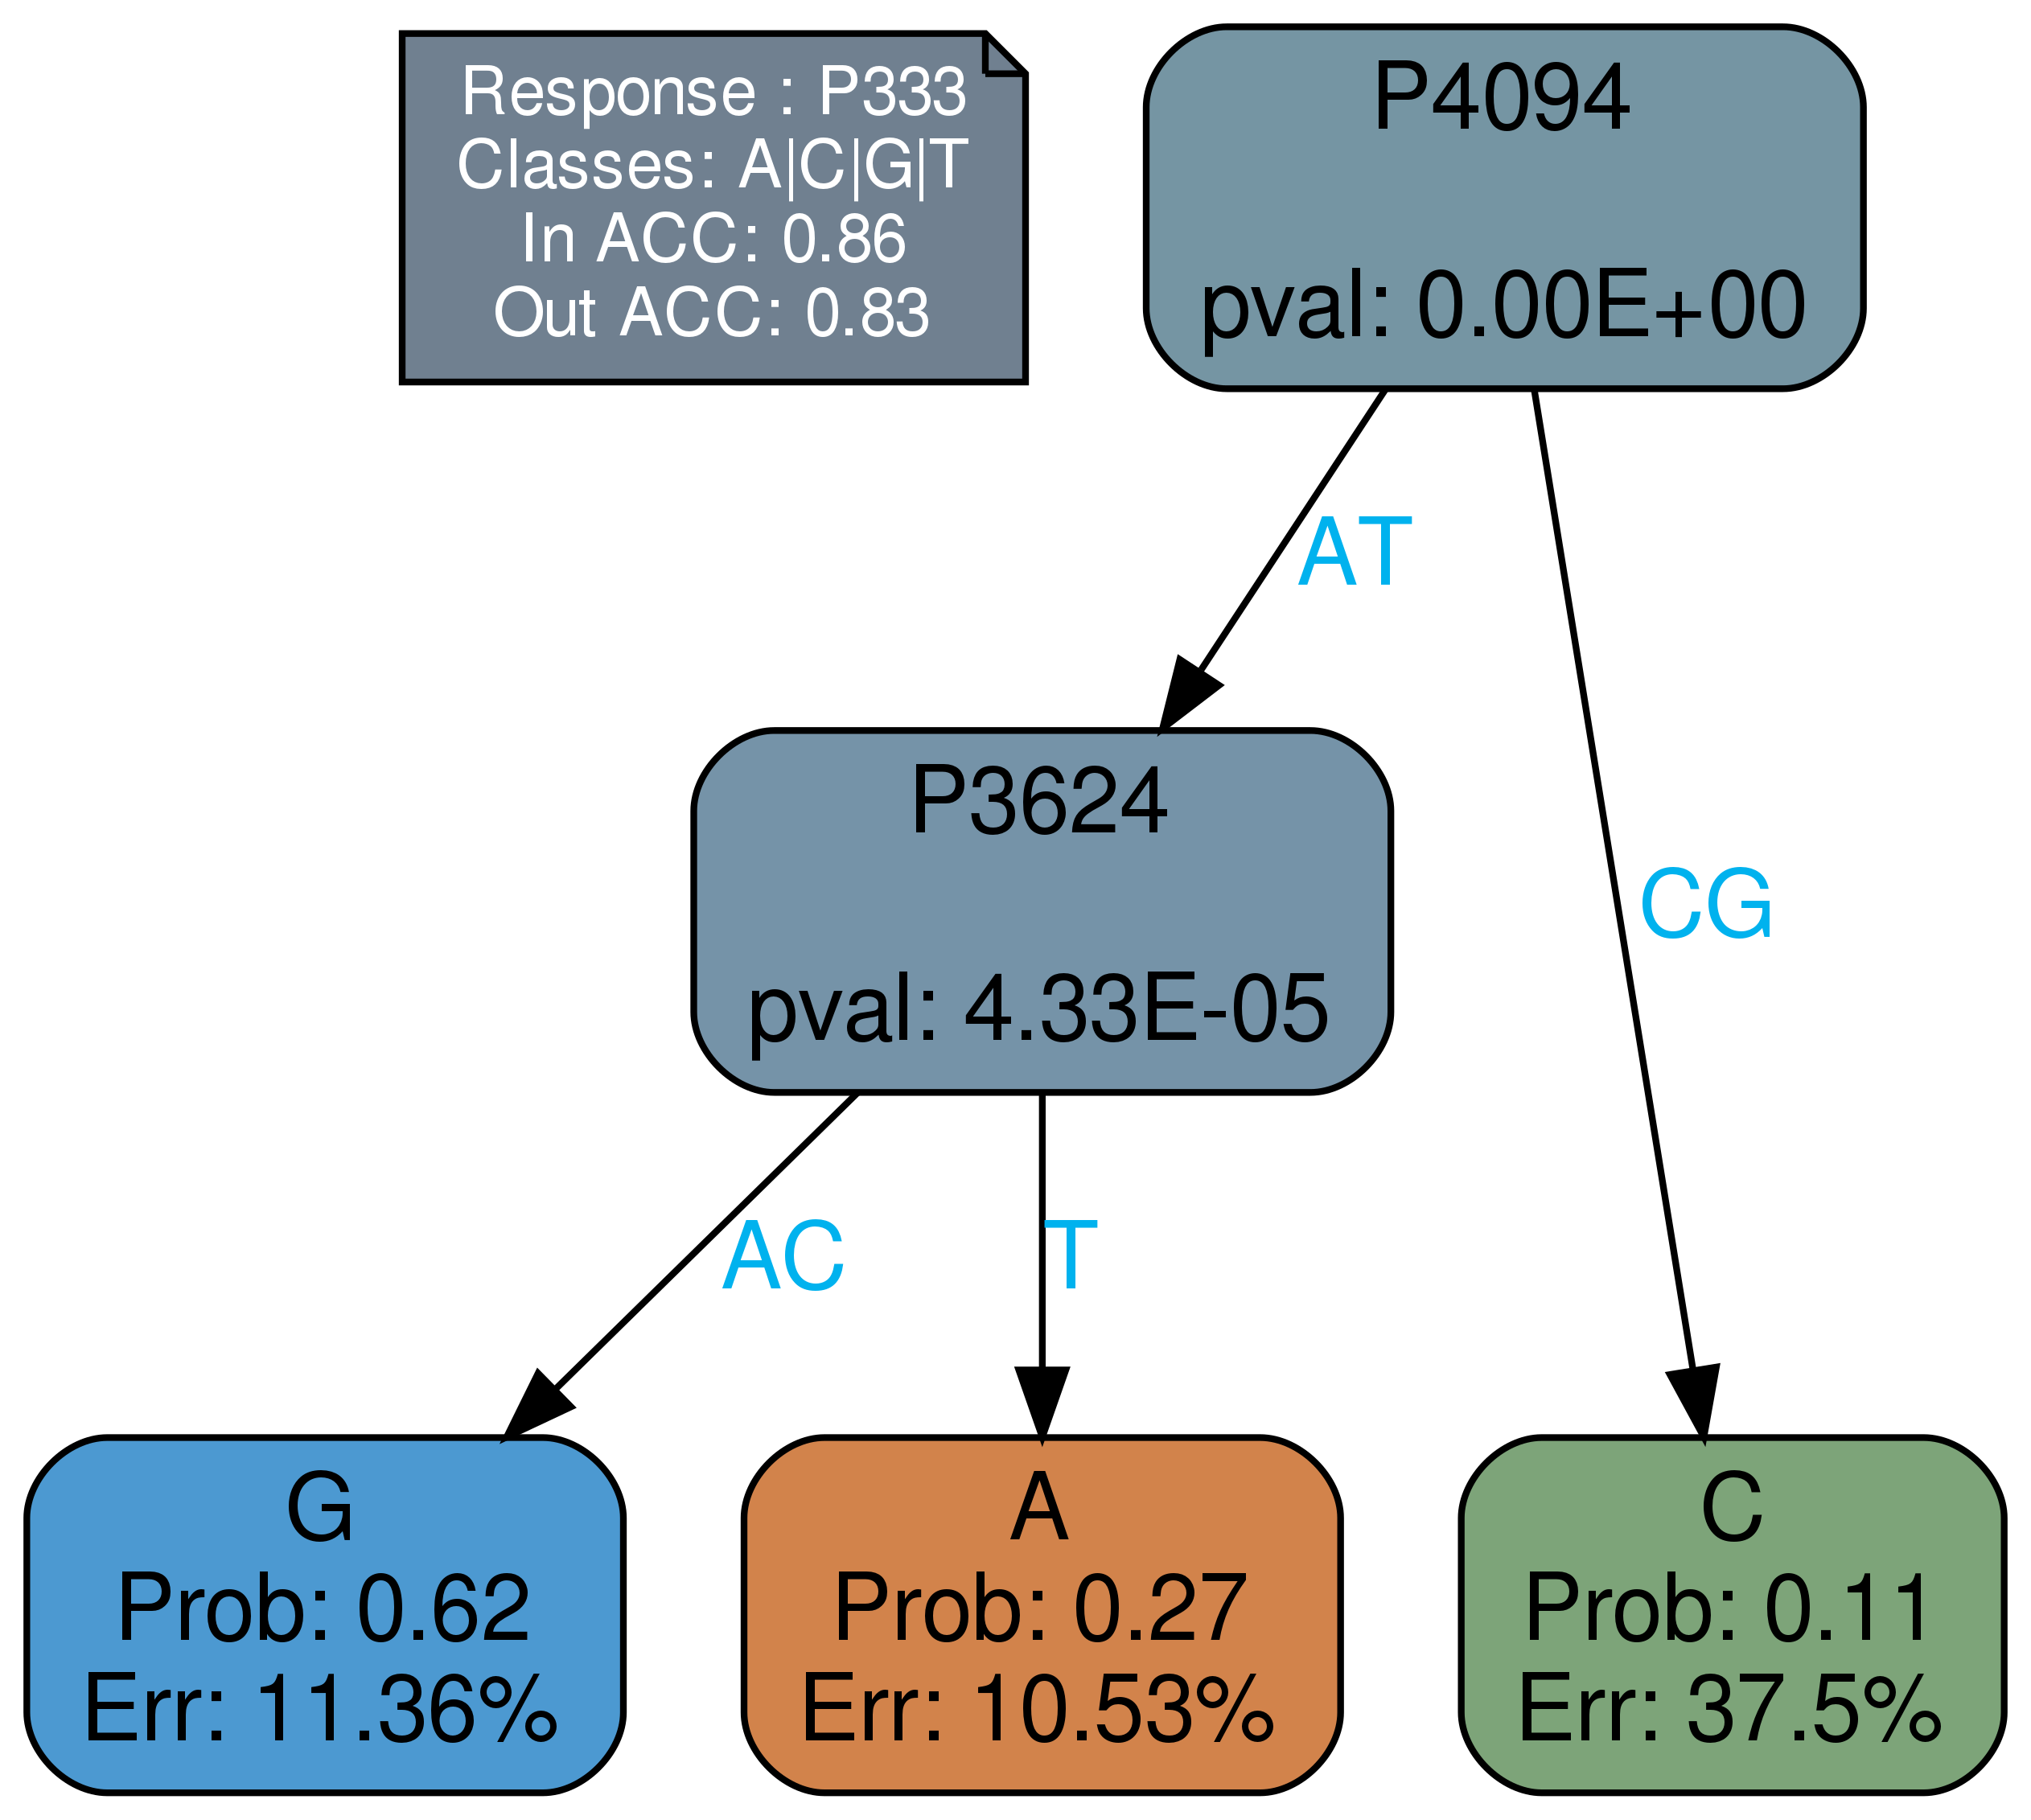 Response : P333
Classes: A|C|G|T
In ACC: 0.86
Out ACC: 0.83
P4094
pval: 0.00E+00
AT
CG
P3624
pval: 4.33E-05
AC
T
G
Prob: 0.62
Err: 11.36%
A
Prob: 0.27
Err: 10.53%
C
Prob: 0.11
Err: 37.5%